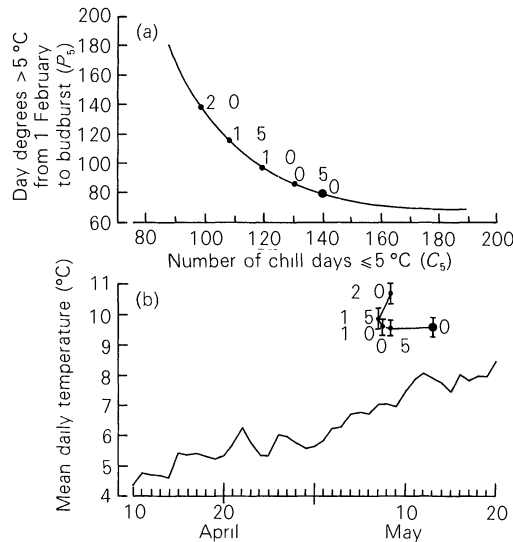 (a)
Day degrees >5 °C
from 1 February
to budburst (P5)
200
180
160
140
120
100
80
60
2 0
1 5
1 0
0 5
0
80 100 120 140 160 180 200
Number of chill days ≤5 °C (C5)
(b)
Mean daily temperature (°C)
11
10
9
8
7
6
5
4
2 0
1 5
1 0
0 5
0
10 20 10 20
April May